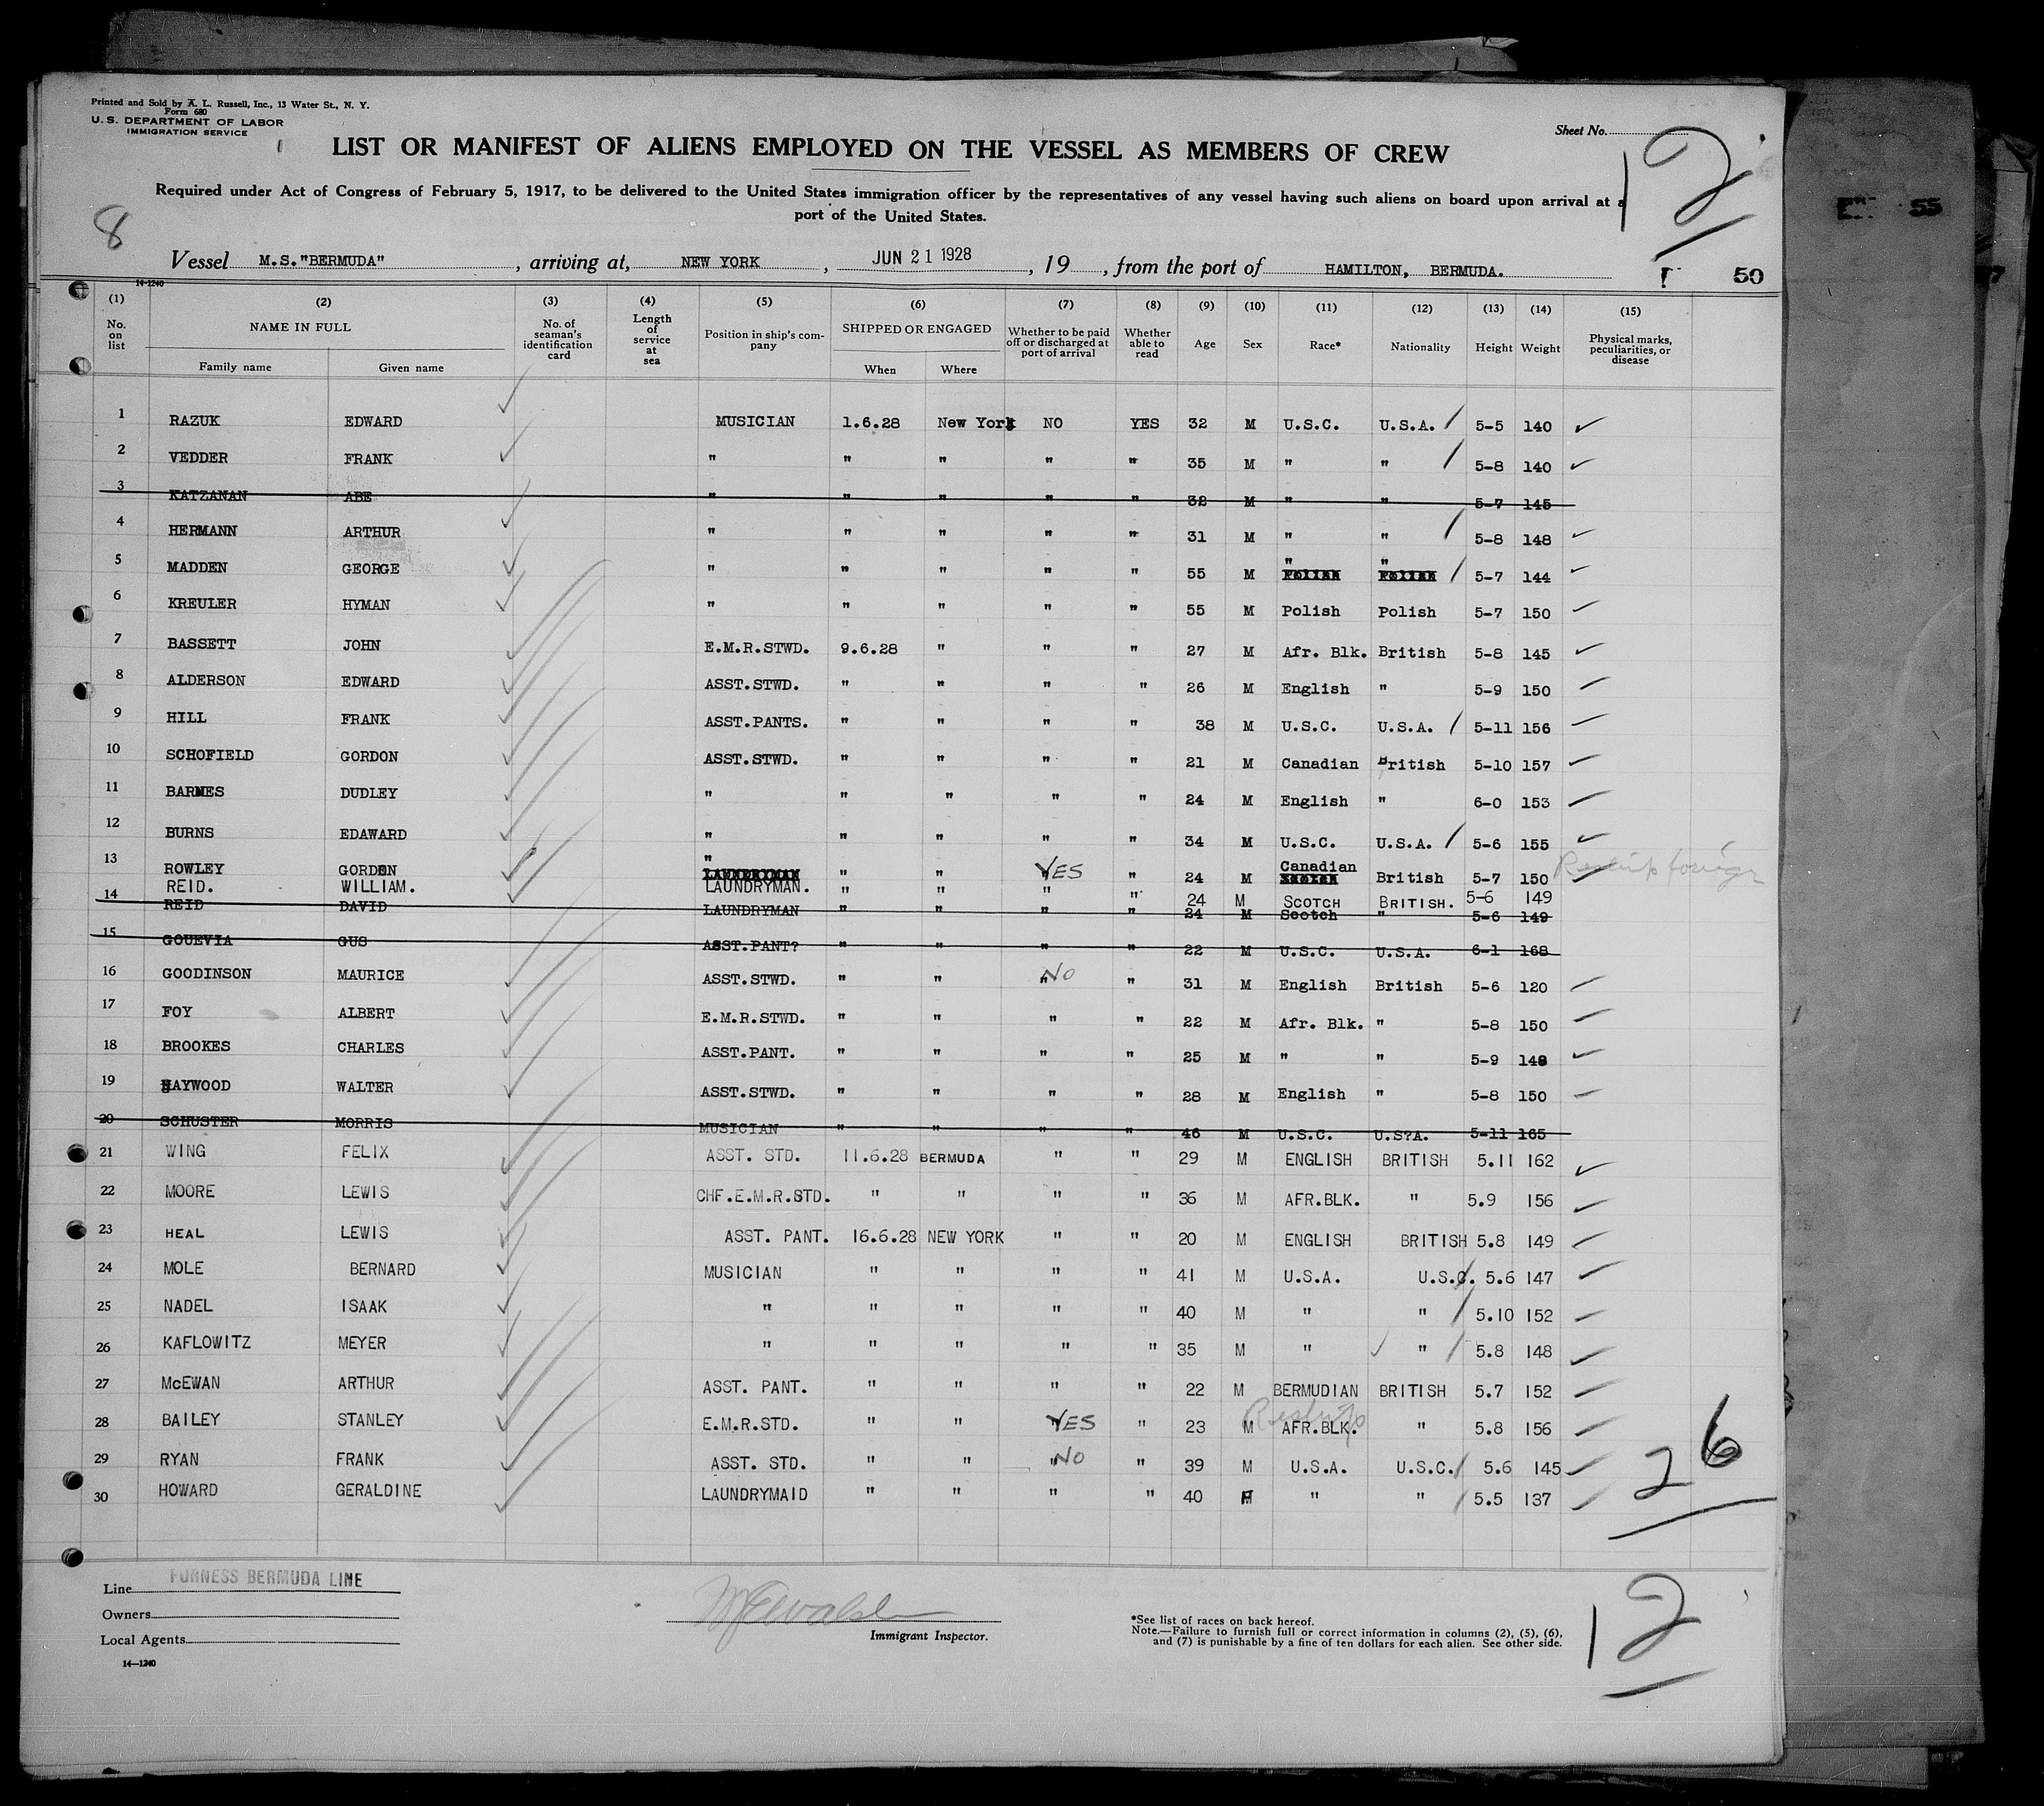 Printed and Sold by A. L. Russell, Inc., 13 Water St., N. Y.
Form 680
U. S. DEPARTMENT OF LABOR
IMMIGRATION SERVICE
Sheet No.
12
LIST OR MANIFEST OF ALIENS EMPLOYED ON THE VESSEL AS MEMBERS OF CREW
Required under Act of Congress of February 5, 1917, to be delivered to the United States immigration officer by the representatives of any vessel having such aliens on board upon arrival at a
port of the United States.
8
55
Vessel M.S."BERMUDA" , arriving at, NEW YORK , JUN 21 1928 , 19 , from the port of HAMILTON, BERMUDA.
50
14-1240
(1) (2) (3) (4) (5) (6) (7) (8) (9) (10) (11) (12) (13) (14) (15)
No. on list NAME IN FULL Family name Given name No. of seaman's identification card Length of service at sea Position in ship's company SHIPPED OR ENGAGED When Where Whether to be paid off or discharged at port of arrival Whether able to read Age Sex Race* Nationality Height Weight Physical marks, peculiarities, or disease
1 RAZUK EDWARD MUSICIAN 1.6.28 New York NO YES 32 M U.S.C. U.S.A. 5-5 140
2 VEDDER FRANK " " " " " 35 M " " 5-8 140
3 KATZANAN ABE " " " " " 32 M " " 5-7 145
4 HERMANN ARTHUR " " " " " 31 M " " 5-8 148
5 MADDEN GEORGE " " " " " 55 M " " 5-7 144
6 KREULER HYMAN " " " " " 55 M Polish Polish 5-7 150
7 BASSETT JOHN E.M.R.STWD. 9.6.28 " " " 27 M Afr. Blk. British 5-8 145
8 ALDERSON EDWARD ASST.STWD. " " " " 26 M English " 5-9 150
9 HILL FRANK ASST.PANTS. " " " " 38 M U.S.C. U.S.A. 5-11 156
10 SCHOFIELD GORDON ASST.STWD. " " " " 21 M Canadian British 5-10 157
11 BARNES DUDLEY " " " " " 24 M English " 6-0 153
12 BURNS EDAWARD " " " " " 34 M U.S.C. U.S.A. 5-6 155
13 ROWLEY GORDON " LAUNDRYMAN " " YES " 24 M Canadian British 5-7 150 Reship foreign
REID. WILLIAM. LAUNDRYMAN. " " " " 24 M SCOTCH BRITISH. 5-6 149
14 REID DAVID LAUNDRYMAN " " " " 24 M Scotch " 5-6 149
15 GOUEVIA GUS ASST.PANT? " " " " 22 M U.S.C. U.S.A. 6-1 168
16 GOODINSON MAURICE ASST.STWD. " " NO " 31 M English British 5-6 120
17 FOY ALBERT E.M.R.STWD. " " " " 22 M Afr. Blk. " 5-8 150
18 BROOKES CHARLES ASST.PANT. " " " " 25 M " " 5-9 148
19 HAYWOOD WALTER ASST.STWD. " " " " 28 M English " 5-8 150
20 SCHUSTER MORRIS MUSICIAN " " " " 46 M U.S.C. U.S?A. 5-11 165
21 WING FELIX ASST. STD. 11.6.28 BERMUDA " " 29 M ENGLISH BRITISH 5.11 162
22 MOORE LEWIS CHF.E.M.R.STD. " " " " 36 M AFR.BLK. " 5.9 156
23 HEAL LEWIS ASST. PANT. 16.6.28 NEW YORK " " 20 M ENGLISH BRITISH 5.8 149
24 MOLE BERNARD MUSICIAN " " " " 41 M U.S.A. U.S.C. 5.6 147
25 NADEL ISAAK " " " " " 40 M " " 5.10 152
26 KAFLOWITZ MEYER " " " " " 35 M " " 5.8 148
27 McEWAN ARTHUR ASST. PANT. " " " " 22 M BERMUDIAN BRITISH 5.7 152
28 BAILEY STANLEY E.M.R.STD. " " YES " 23 M Reship AFR.BLK. " 5.8 156
29 RYAN FRANK ASST. STD. " " NO " 39 M U.S.A. U.S.C. 5.6 145
30 HOWARD GERALDINE LAUNDRYMAID " " " " 40 F " " 5.5 137
26
Line FURNESS BERMUDA LINE
Owners
Local Agents
14—1240
Immigrant Inspector.
*See list of races on back hereof.
Note.—Failure to furnish full or correct information in columns (2), (5), (6),
and (7) is punishable by a fine of ten dollars for each alien. See other side.
12